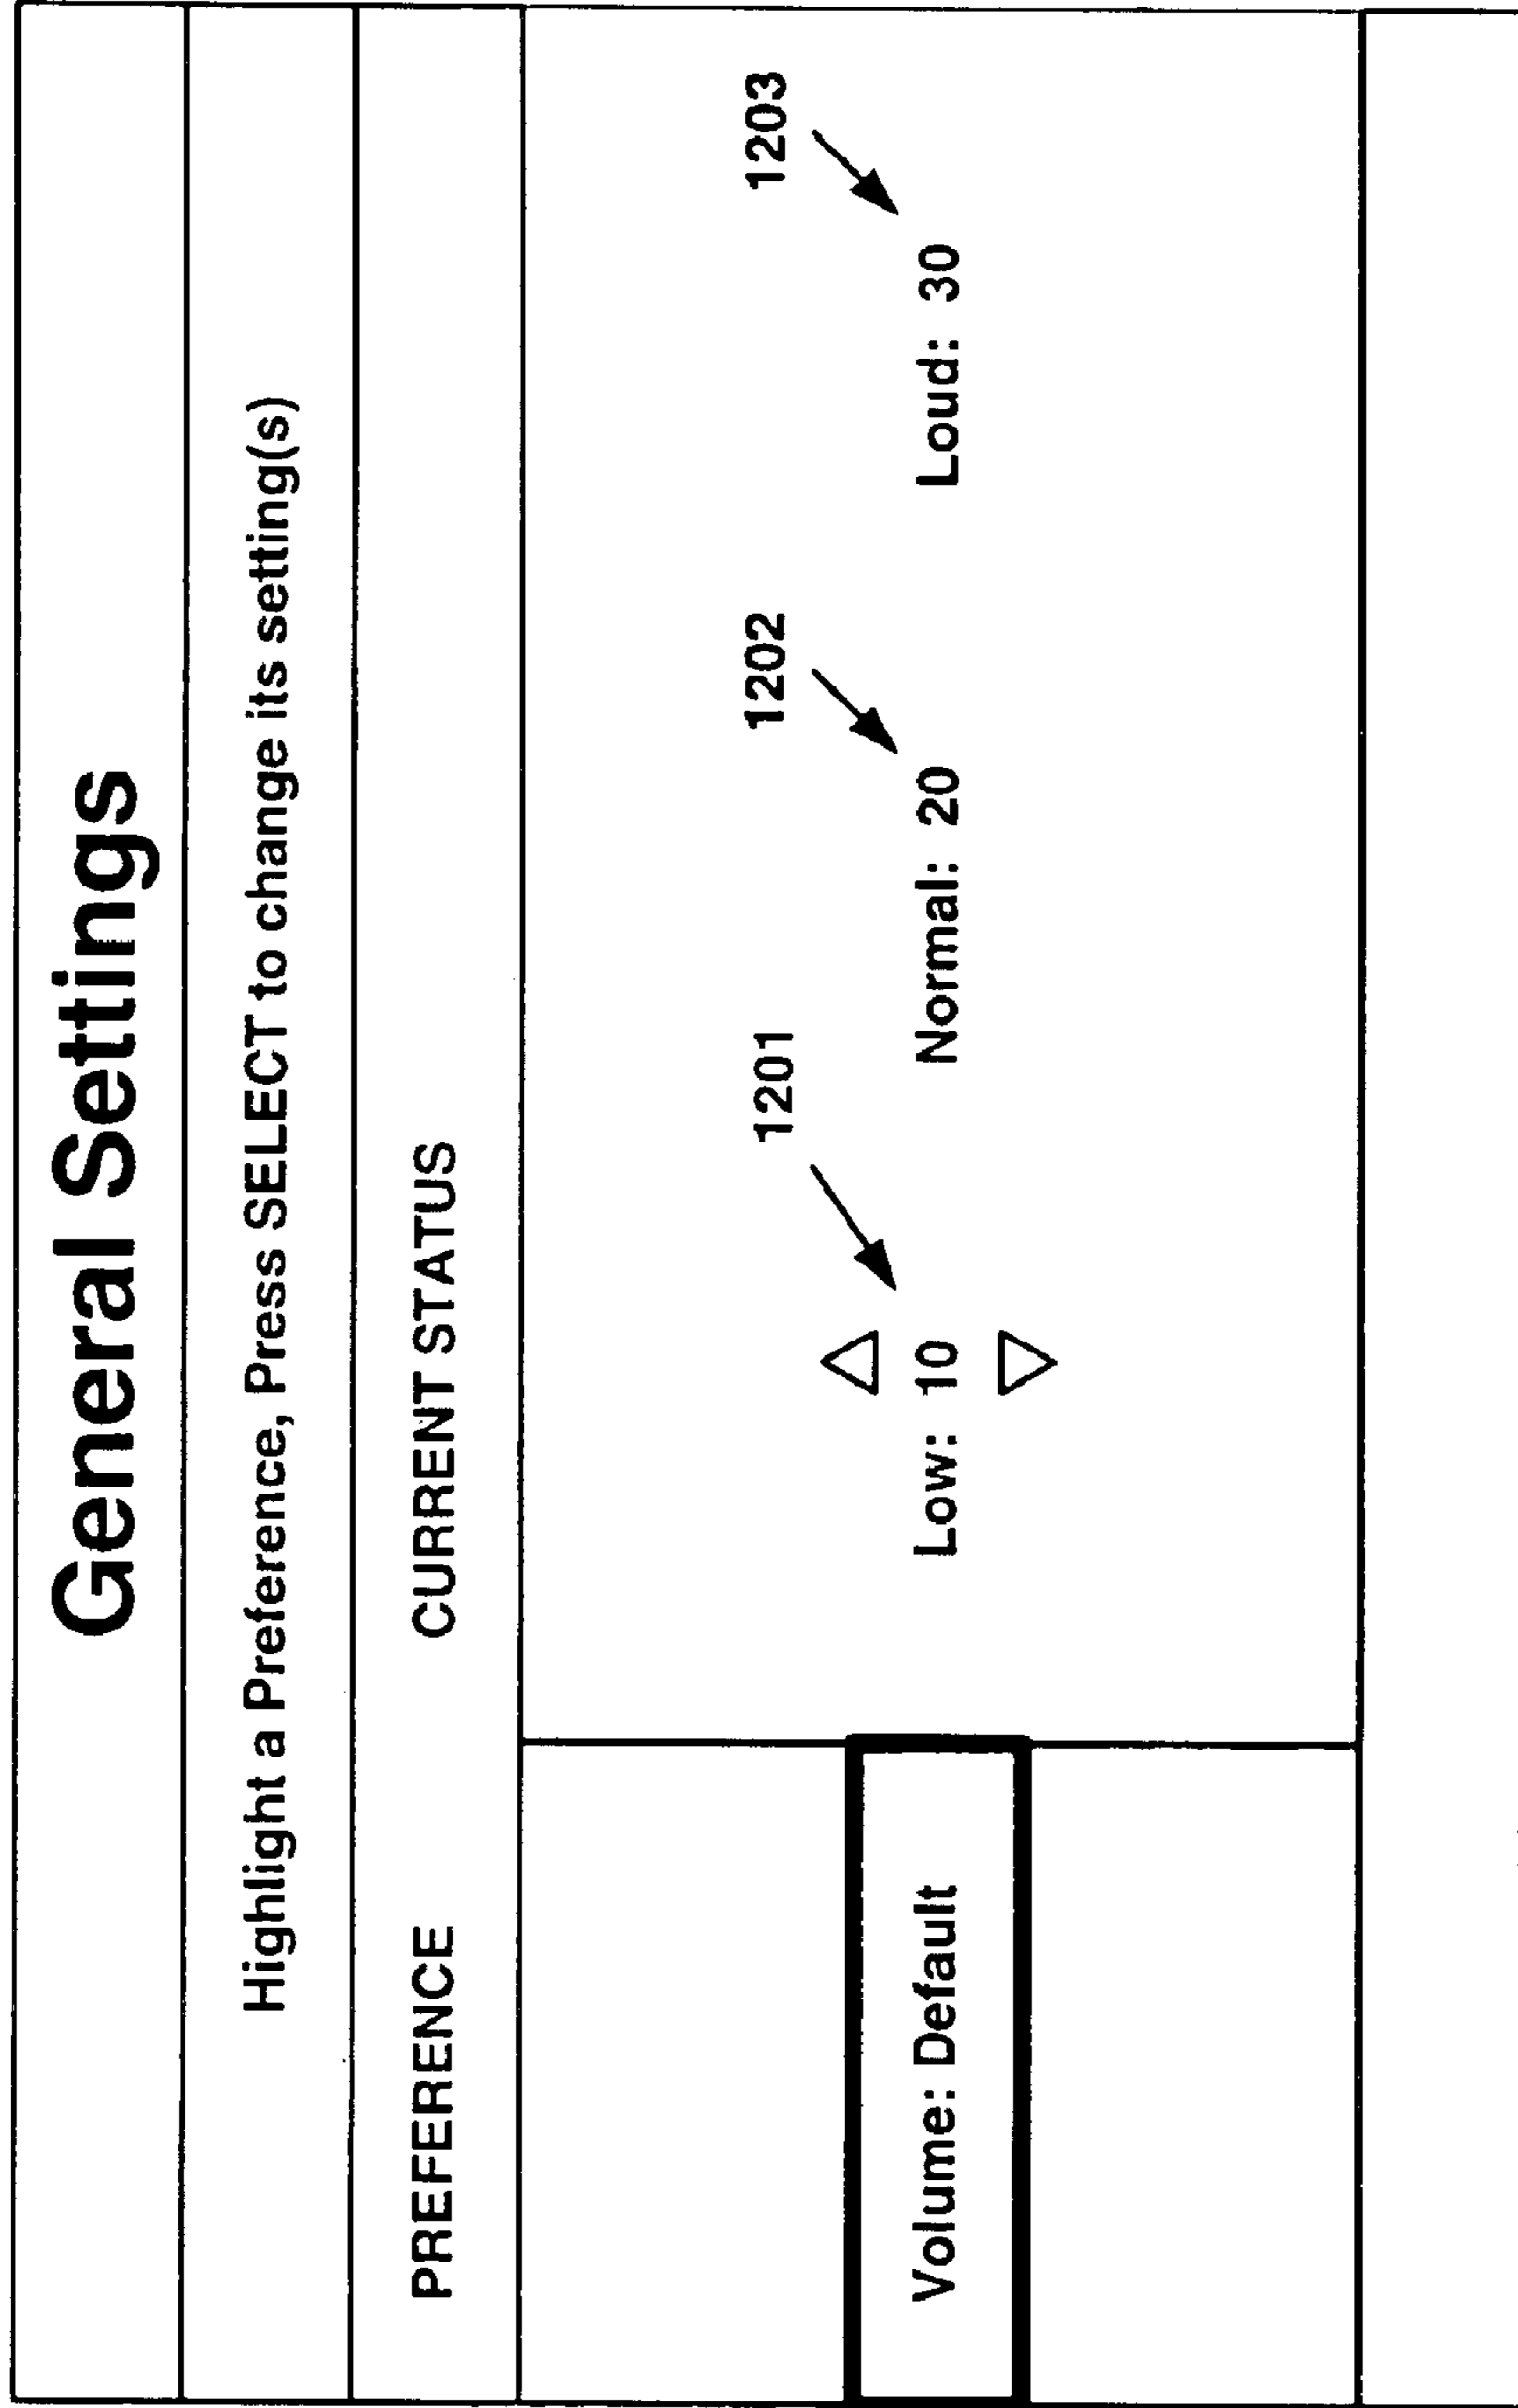 General Settings
Highlight a Preference, Press SELECT to change its setting(s)
PREFERENCE CURRENT STATUS
1201 1202 1203
Volume: Default Low: 10 Normal: 20 Loud: 30